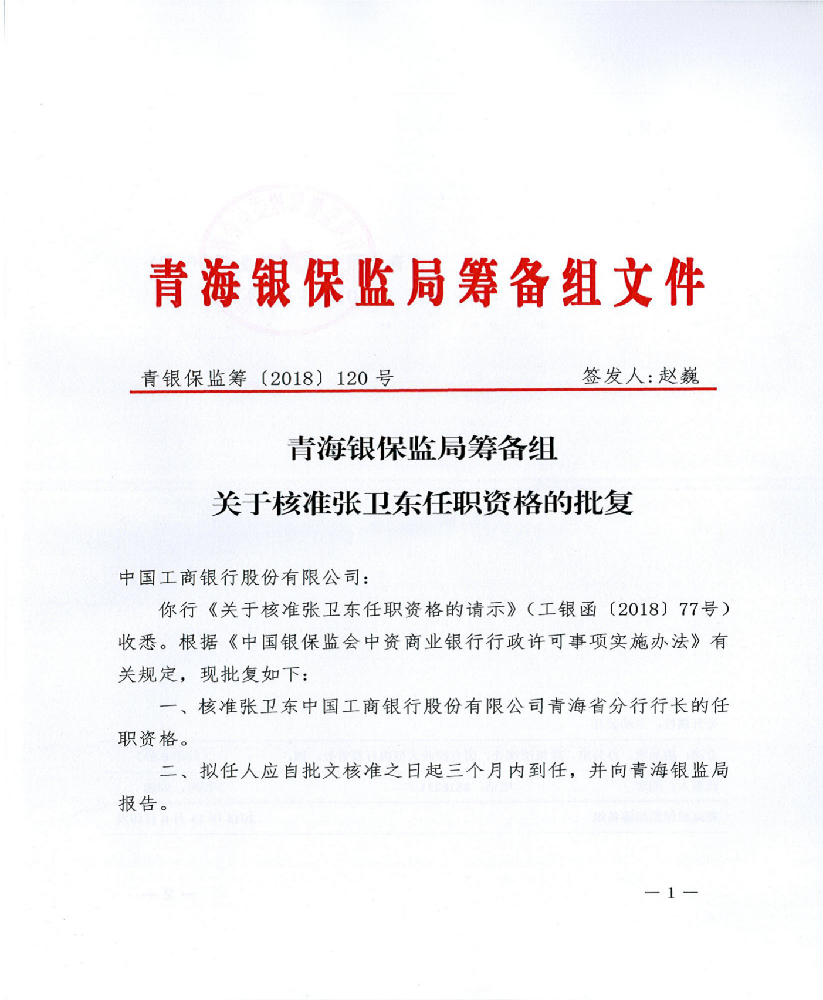 青海银保监局筹备组文件
青银保监筹〔2018〕120号
签发人：赵巍
青海银保监局筹备组
关于核准张卫东任职资格的批复
中国工商银行股份有限公司：
你行《关于核准张卫东任职资格的请示》（工银函〔2018〕77号）
收悉。根据《中国银保监会中资商业银行行政许可事项实施办法》有
关规定，现批复如下：
一、核准张卫东中国工商银行股份有限公司青海省分行行长的任
职资格。
二、拟任人应自批文核准之日起三个月内到任，并向青海银监局
报告。
— 1 —